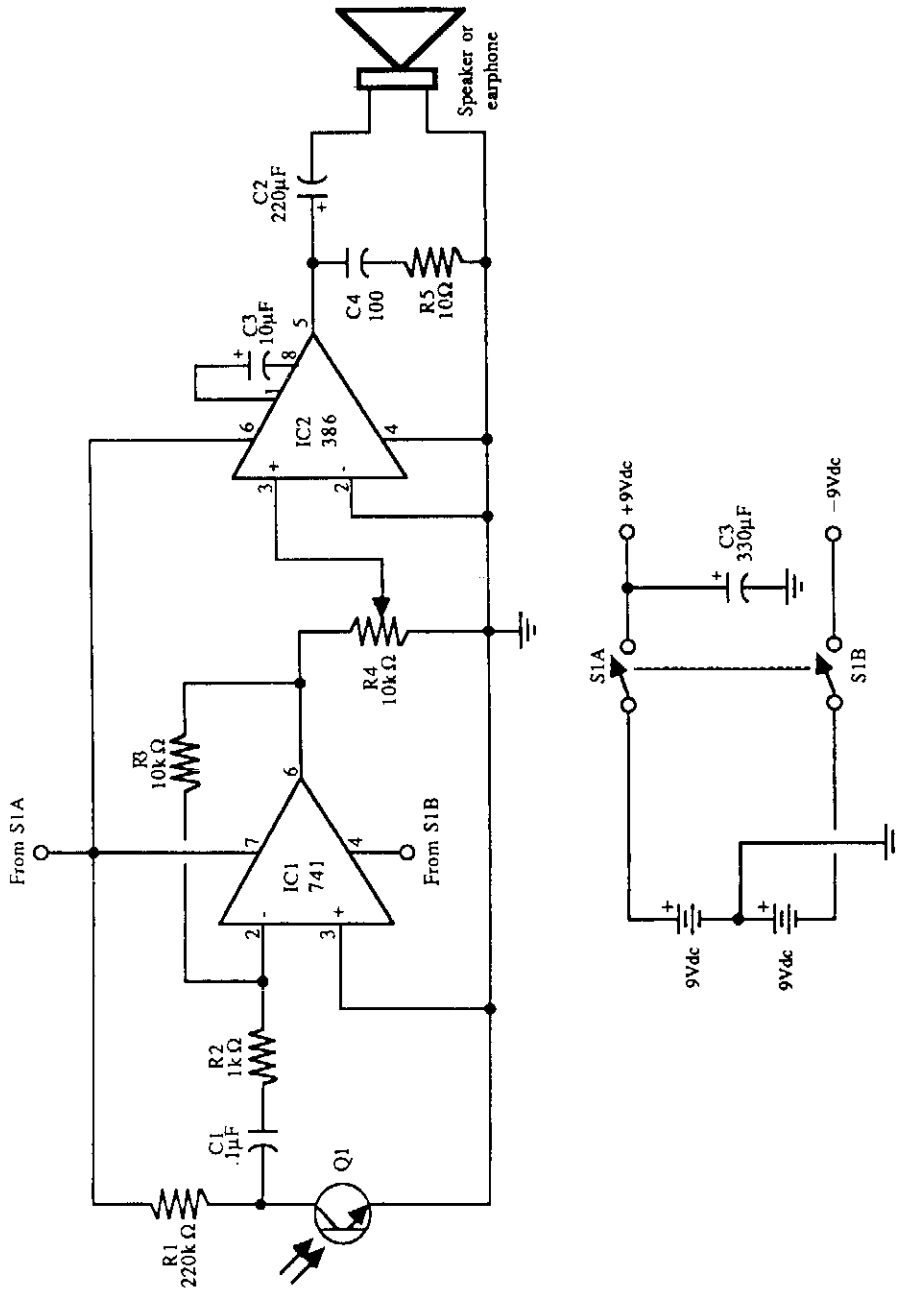 From S1A
R1
220kΩ
C1
.1µF
R2
1kΩ
R3
10kΩ
Q1
2
-
3
+
7
IC1
741
6
4
From S1B
R4
10kΩ
3
+
2
-
6
IC2
386
4
1
8
+
C3
10µF
5
C2
220µF
+
C4
100
R5
10Ω
Speaker or
earphone
9Vdc
+
9Vdc
+
S1A
S1B
+
C3
330µF
+9Vdc
−9Vdc